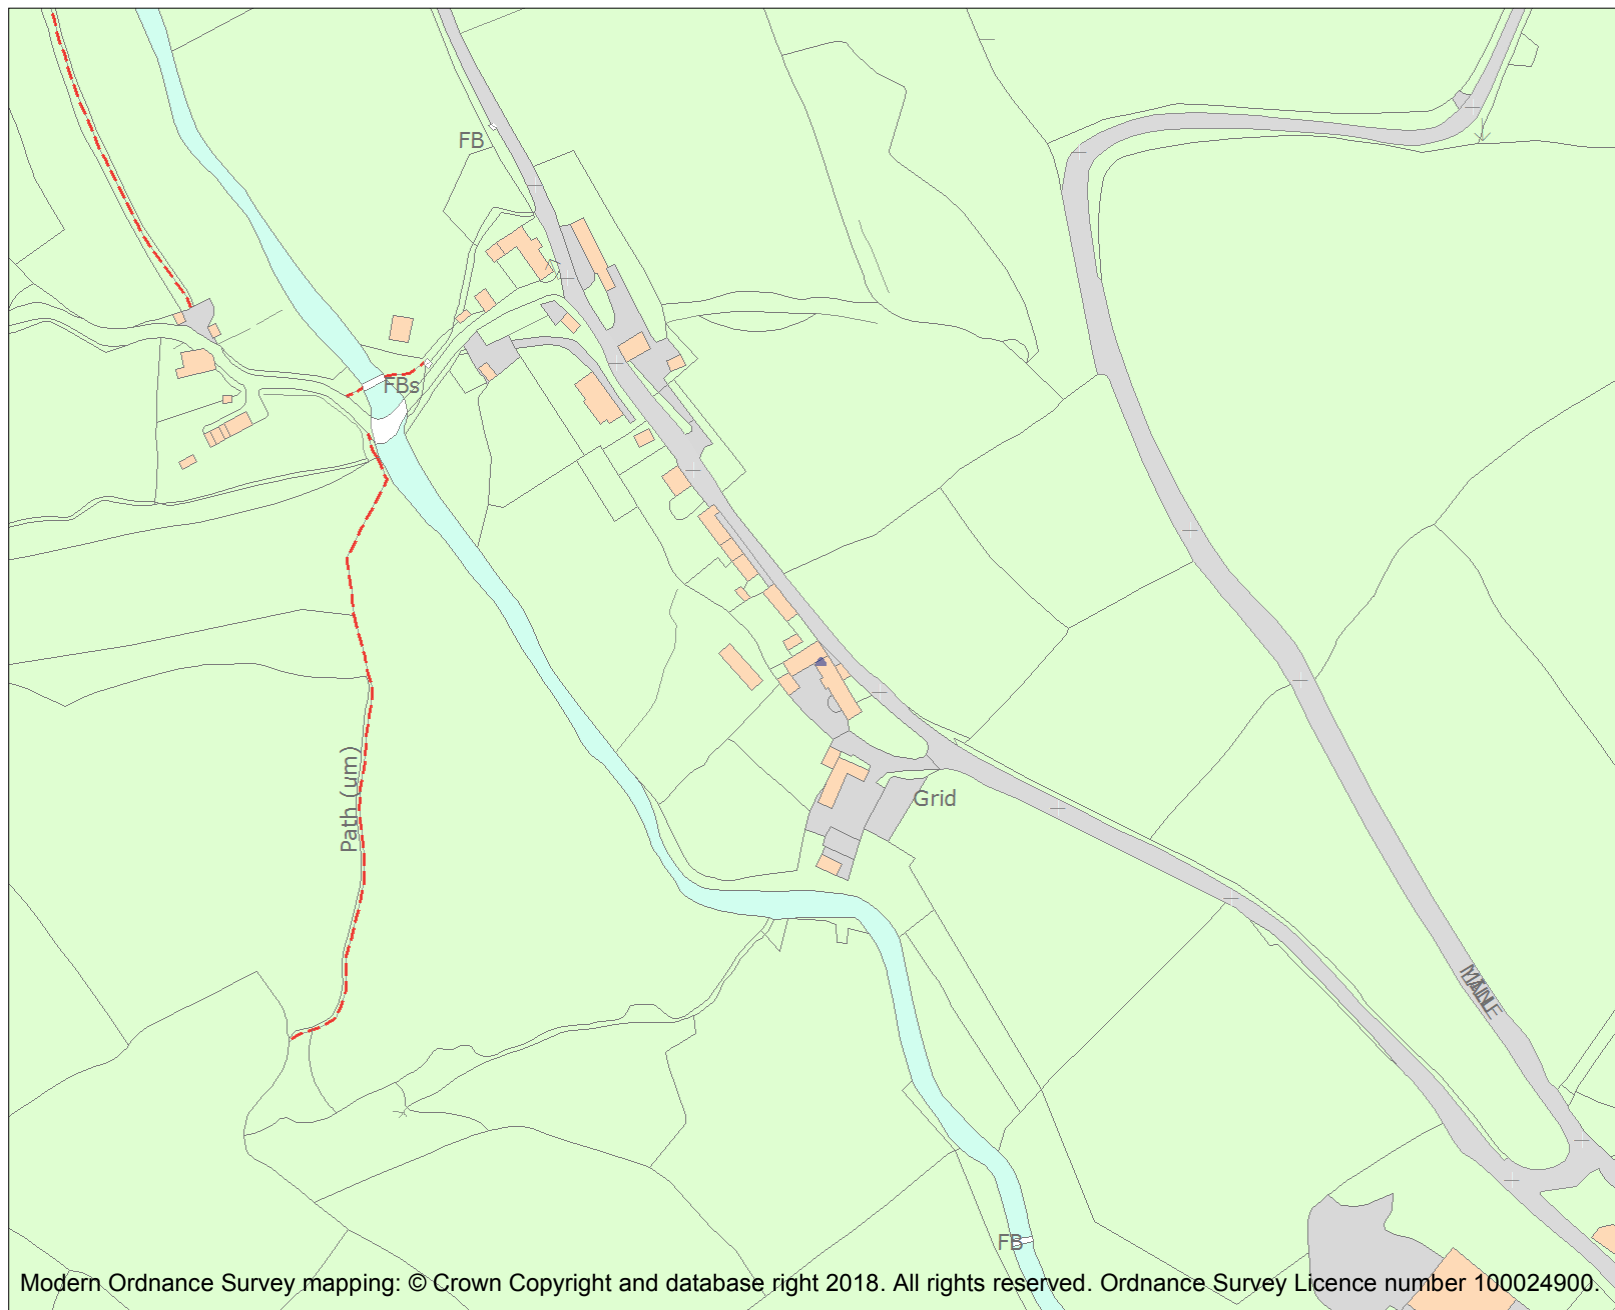 FB
FBs
Grid
Path (um)
MAIN
FB
Modern Ordnance Survey mapping: © Crown Copyright and database right 2018. All rights reserved. Ordnance Survey Licence number 100024900.